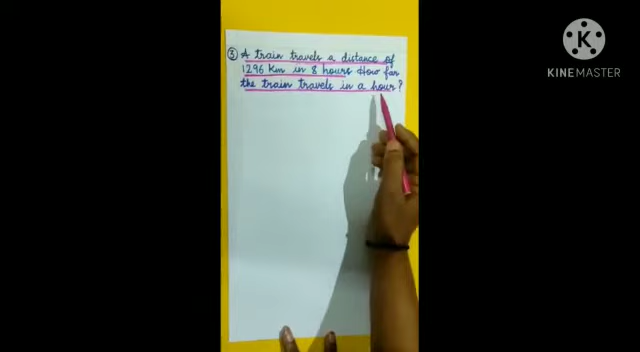 ③ A train travels a distance of
1296 Km in 8 hours How far
the train travels in a hour?
K
KINEMASTER